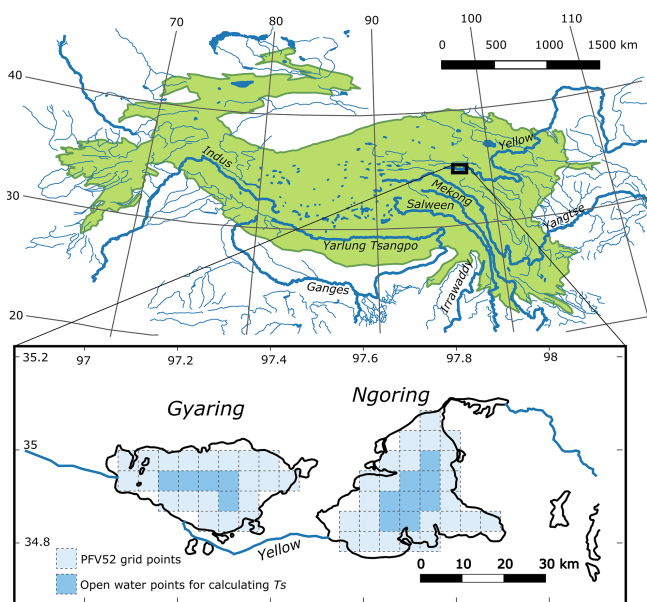 70
80
90
100
110
0 500 1000 1500 km
40
30
20
Indus
Yellow
Mekong
Salween
Yangtse
Yarlung Tsangpo
Ganges
Irrawaddy
35.2
97
97.2
97.4
97.6
97.8
98
Gyaring
Ngoring
35
34.8
Yellow
PFV52 grid points
Open water points for calculating Ts
0 10 20 30 km